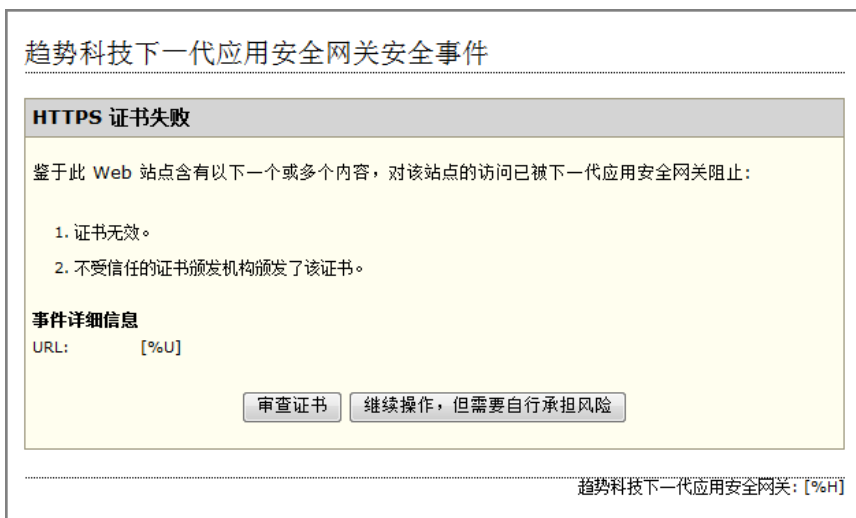 趋势科技下一代应用安全网关安全事件
HTTPS 证书失败
鉴于此 Web 站点含有以下一个或多个内容，对该站点的访问已被下一代应用安全网关阻止：
1. 证书无效。
2. 不受信任的证书颁发机构颁发了该证书。
事件详细信息
URL: [%U]
审查证书 继续操作，但需要自行承担风险
趋势科技下一代应用安全网关: [%H]